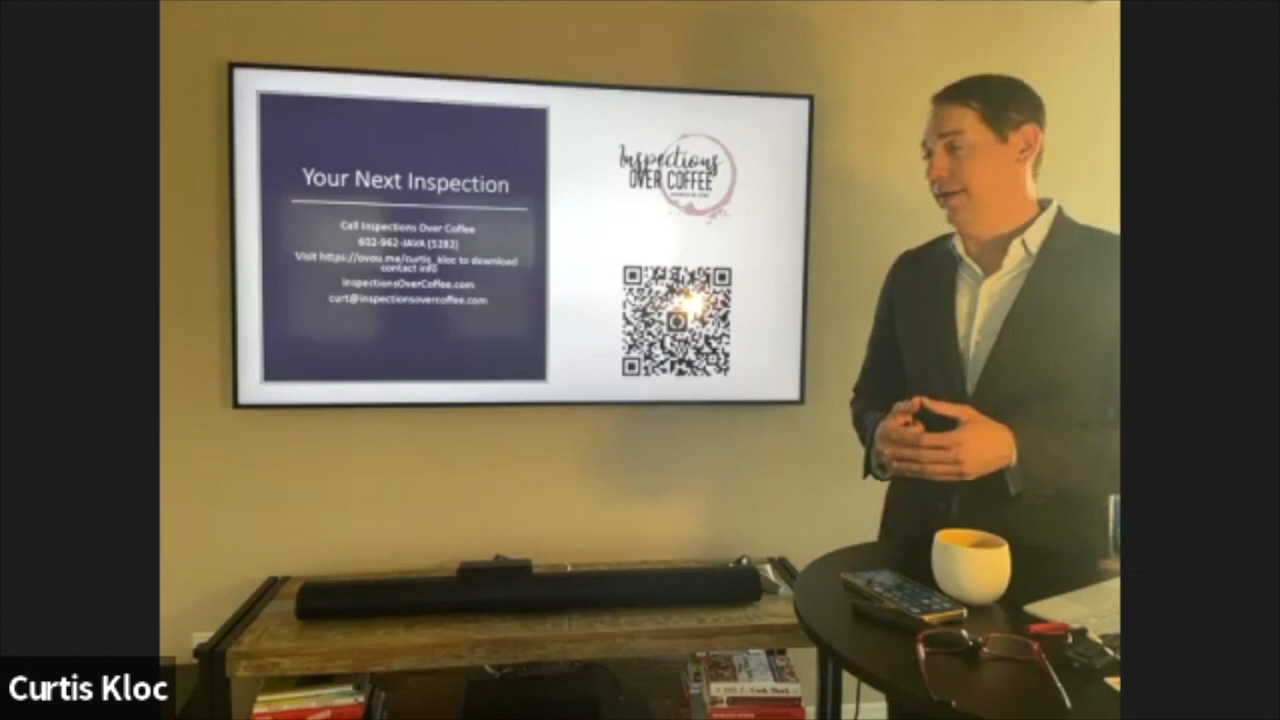 Your Next Inspection
Call Inspections Over Coffee
602-962-JAVA (5282)
Visit https://ovou.me/curtis_kloc to download
contact info
InspectionsOverCoffee.com
curt@inspectionsovercoffee.com
Inspections
OVER COFFEE
Curtis Kloc